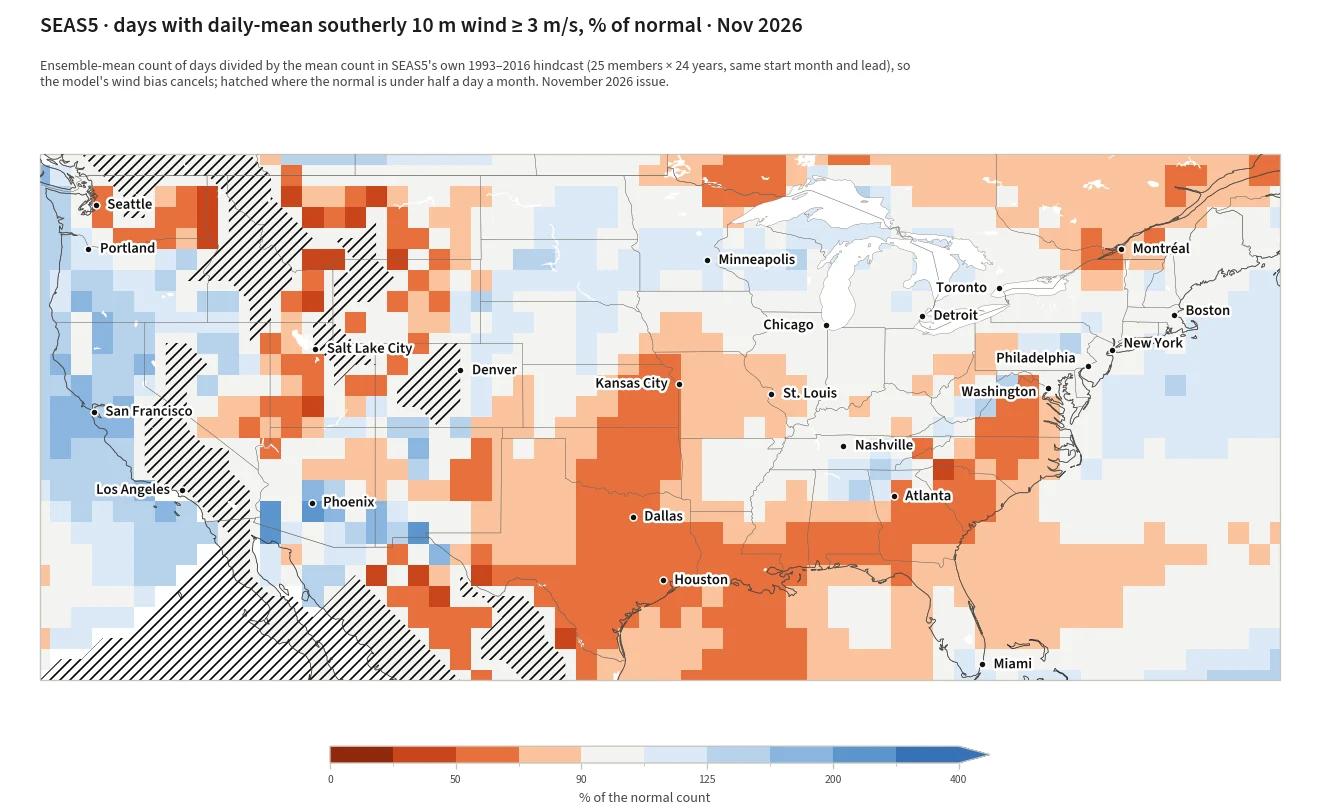 SEAS5 · days with daily-mean southerly 10 m wind ≥ 3 m/s, % of normal · Nov 2026
Ensemble-mean count of days divided by the mean count in SEAS5's own 1993–2016 hindcast (25 members × 24 years, same start month and lead), so
the model's wind bias cancels; hatched where the normal is under half a day a month. November 2026 issue.
Seattle
Portland
Montréal
Minneapolis
Toronto
Boston
Detroit
Chicago
New York
Salt Lake City
Philadelphia
Denver
Kansas City
St. Louis
Washington
San Francisco
Nashville
Los Angeles
Phoenix
Atlanta
Dallas
Houston
Miami
0 50 90 125 200 400
% of the normal count